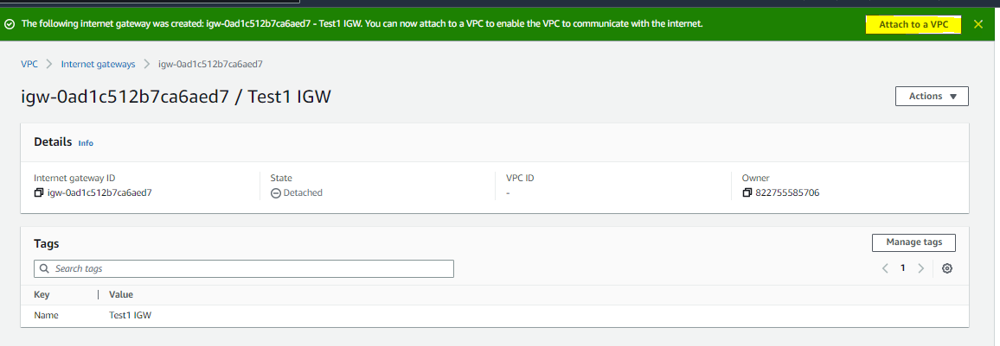 The following internet gateway was created: igw-0ad1c512b7ca6aed7 - Test1 IGW. You can now attach to a VPC to enable the VPC to communicate with the internet.
Attach to a VPC
VPC
Internet gateways
igw-0ad1c512b7ca6aed7
igw-0ad1c512b7ca6aed7 / Test1 IGW
Actions
Details Info
Internet gateway ID
igw-0ad1c512b7ca6aed7
State
Detached
VPC ID
-
Owner
822755585706
Tags
Manage tags
Search tags
1
Key
Value
Name
Test1 IGW